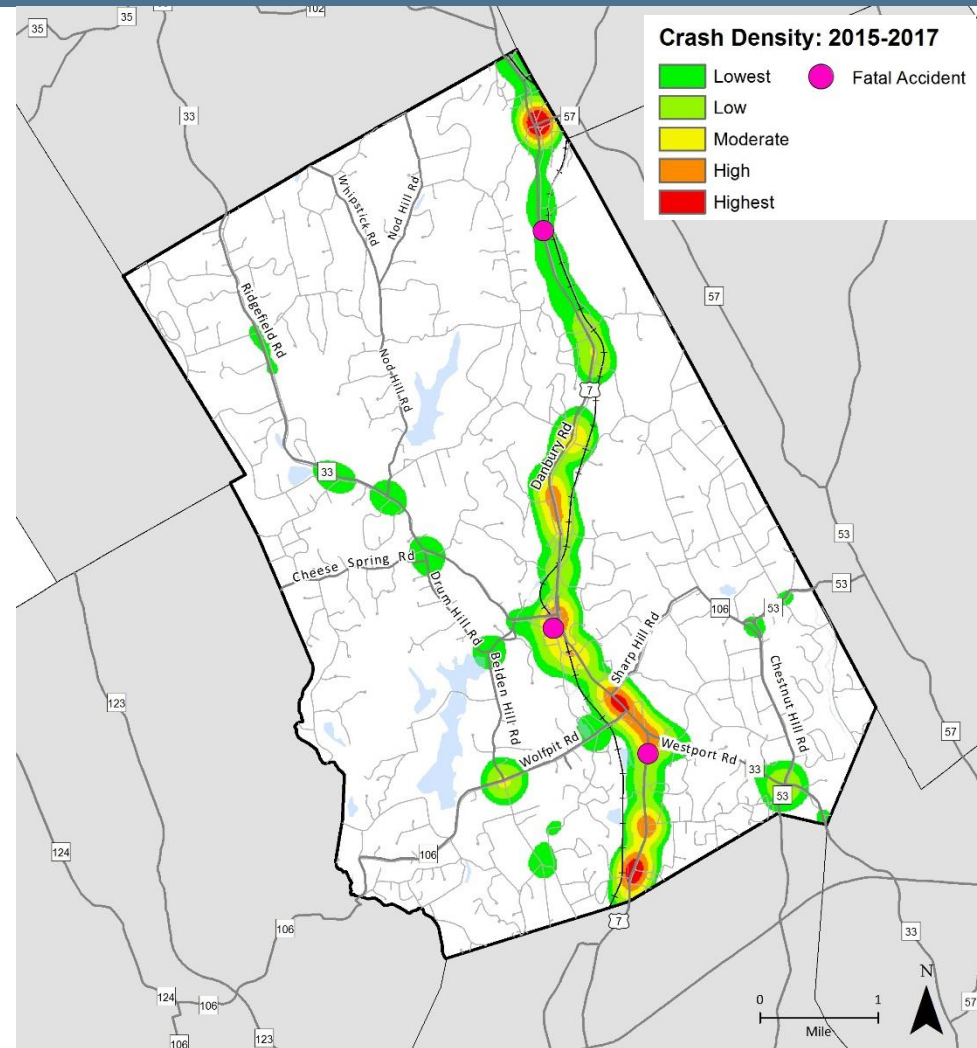 Crash Density: 2015-2017
Lowest
Fatal Accident
Low
Moderate
High
Highest
102
35
35
33
57
Whipstick Rd
Nod Hill Rd
Ridgefield Rd
57
Nod Hill Rd
7
Danbury Rd
33
53
Cheese Spring Rd
Drum Hill Rd
53
106
53
Sharp Hill Rd
Belden Hill Rd
Chestnut Hill Rd
123
57
Wolfpit Rd
Westport Rd
33
53
124
106
7
106
33
124
106
57
123
106
N
0 1
Mile